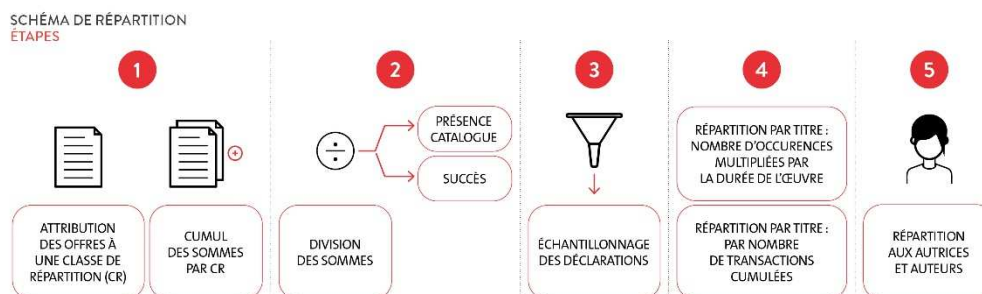 SCHÉMA DE RÉPARTITION
ÉTAPES
1
ATTRIBUTION
DES OFFRES À
UNE CLASSE DE
RÉPARTITION (CR)
CUMUL
DES SOMMES
PAR CR
2
PRÉSENCE
CATALOGUE
SUCCÈS
DIVISION
DES SOMMES
3
ÉCHANTILLONNAGE
DES DÉCLARATIONS
4
RÉPARTITION PAR TITRE :
NOMBRE D'OCCURENCES
MULTIPLIÉES PAR
LA DURÉE DE L'ŒUVRE
RÉPARTITION PAR TITRE :
PAR NOMBRE
DE TRANSACTIONS
CUMULÉES
5
RÉPARTITION
AUX AUTRICES
ET AUTEURS